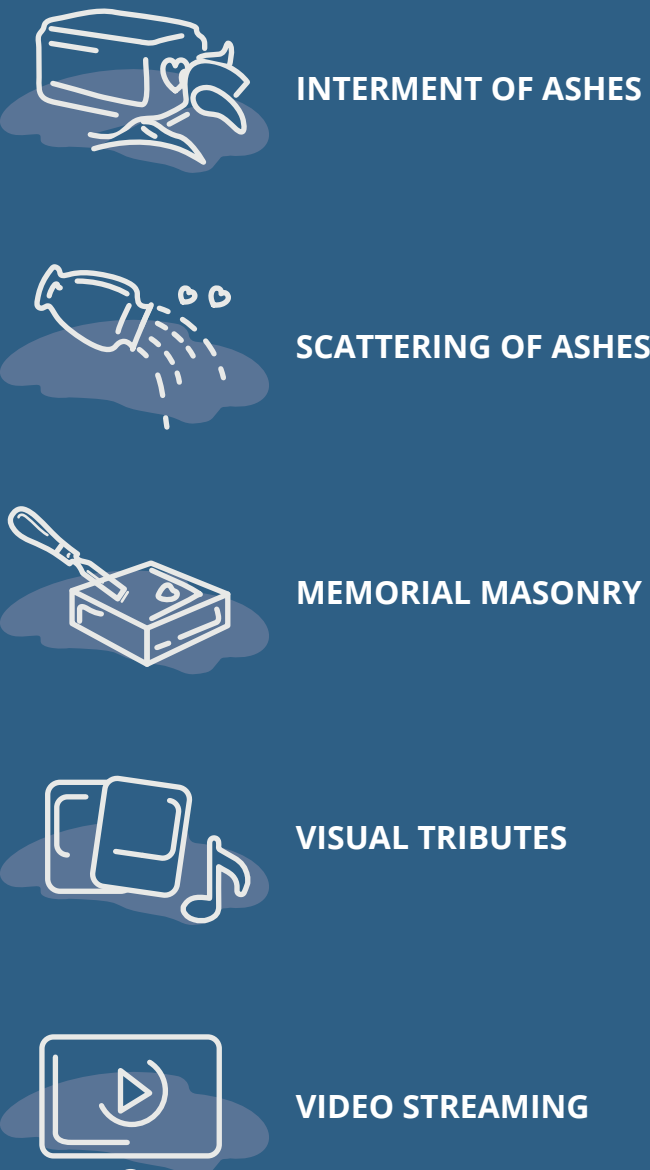 INTERMENT OF ASHES
SCATTERING OF ASHES
MEMORIAL MASONRY
VISUAL TRIBUTES
VIDEO STREAMING